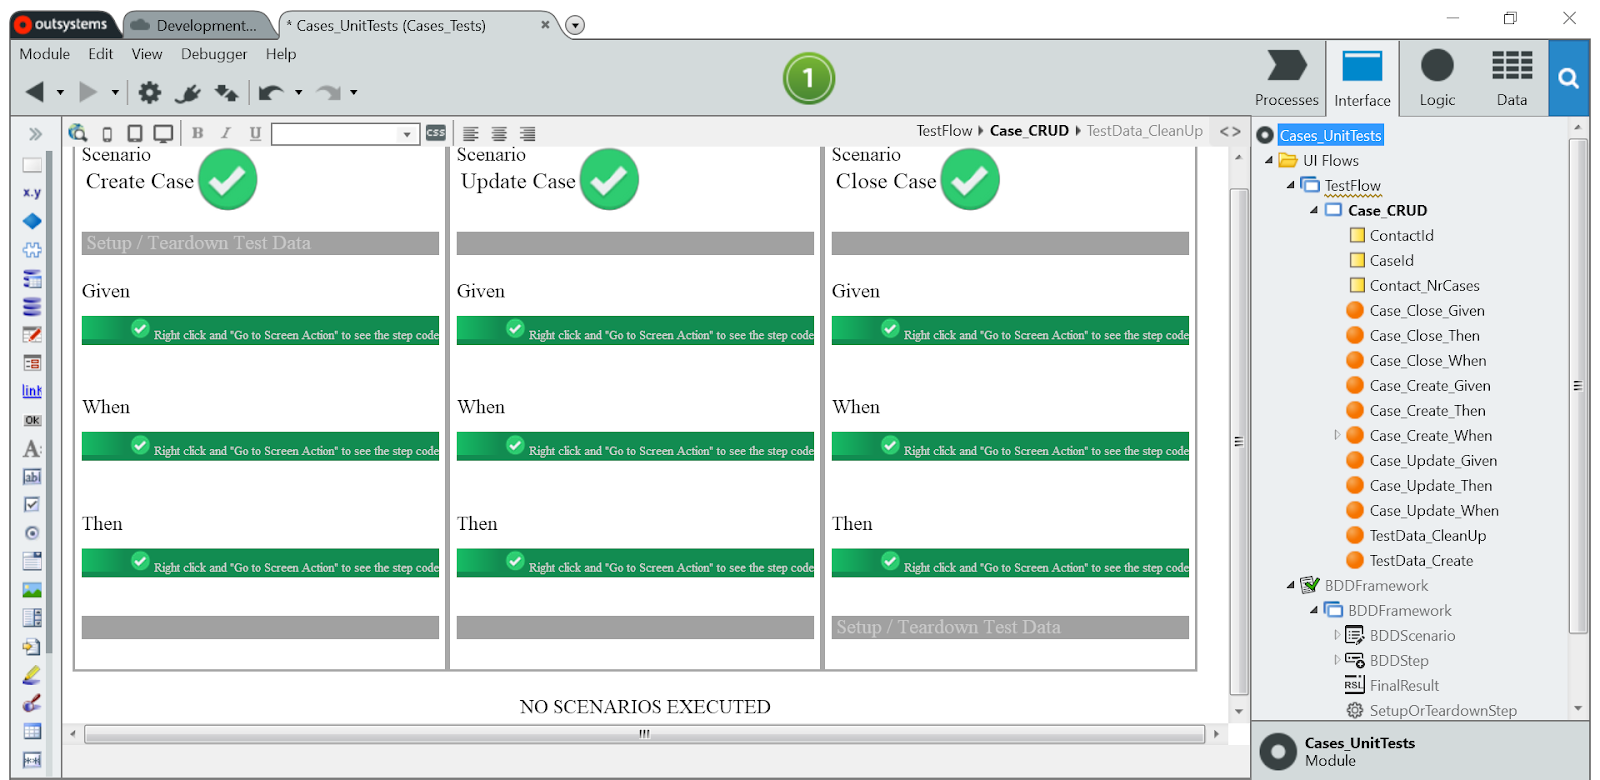 outsystems
Development...
* Cases_UnitTests (Cases_Tests)
Module Edit View Debugger Help
1
Processes Interface Logic Data
B I U
CSS
TestFlow Case_CRUD TestData_CleanUp
Scenario Scenario Scenario
Create Case Update Case Close Case
Setup / Teardown Test Data
Given Given Given
Right click and "Go to Screen Action" to see the step code Right click and "Go to Screen Action" to see the step code Right click and "Go to Screen Action" to see the step code
When When When
Right click and "Go to Screen Action" to see the step code Right click and "Go to Screen Action" to see the step code Right click and "Go to Screen Action" to see the step code
Then Then Then
Right click and "Go to Screen Action" to see the step code Right click and "Go to Screen Action" to see the step code Right click and "Go to Screen Action" to see the step code
Setup / Teardown Test Data
NO SCENARIOS EXECUTED
x.y
link
Ok
A
ab
Cases_UnitTests
UI Flows
TestFlow
Case_CRUD
ContactId
CaseId
Contact_NrCases
Case_Close_Given
Case_Close_Then
Case_Close_When
Case_Create_Given
Case_Create_Then
Case_Create_When
Case_Update_Given
Case_Update_Then
Case_Update_When
TestData_CleanUp
TestData_Create
BDDFramework
BDDFramework
BDDScenario
BDDStep
RSL FinalResult
SetupOrTeardownStep
Cases_UnitTests
Module